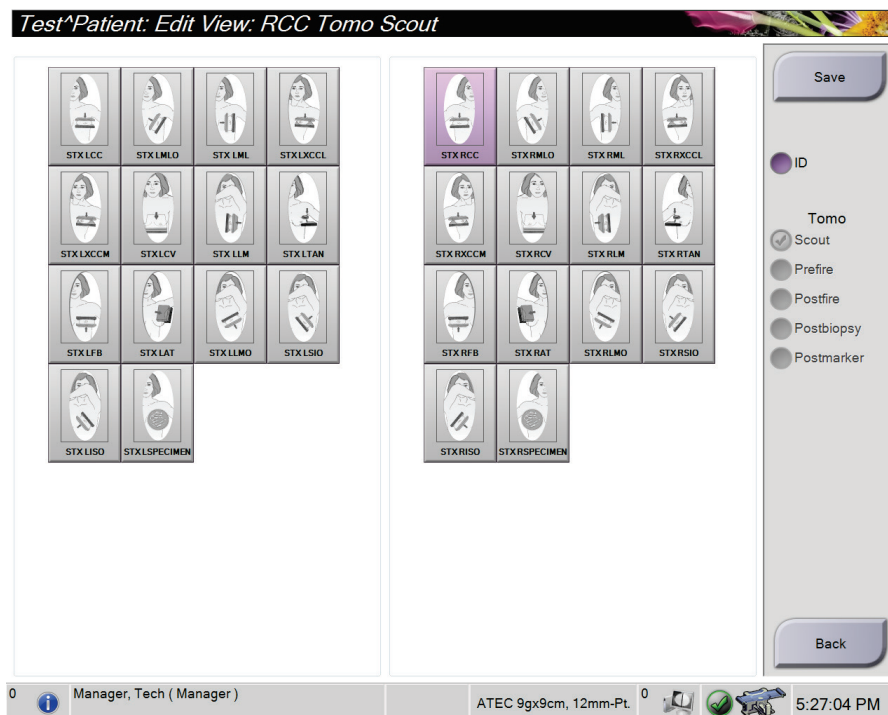 Test^Patient: Edit View: RCC Tomo Scout
STX LCC STX LMLO STX LML STX LXCCL
STX LXCCM STX LCV STX LLM STX LTAN
STX LFB STX LAT STX LLMO STX LSIO
STX LISO STX LSPECIMEN
STX RCC STX RMLO STX RML STX RXCCL
STX RXCCM STX RCV STX RLM STX RTAN
STX RFB STX RAT STX RLMO STX RSIO
STX RISO STX RSPECIMEN
Save
ID
Tomo
Scout
Prefire
Postfire
Postbiopsy
Postmarker
Back
0 Manager, Tech ( Manager ) ATEC 9gx9cm, 12mm-Pt. 0 5:27:04 PM